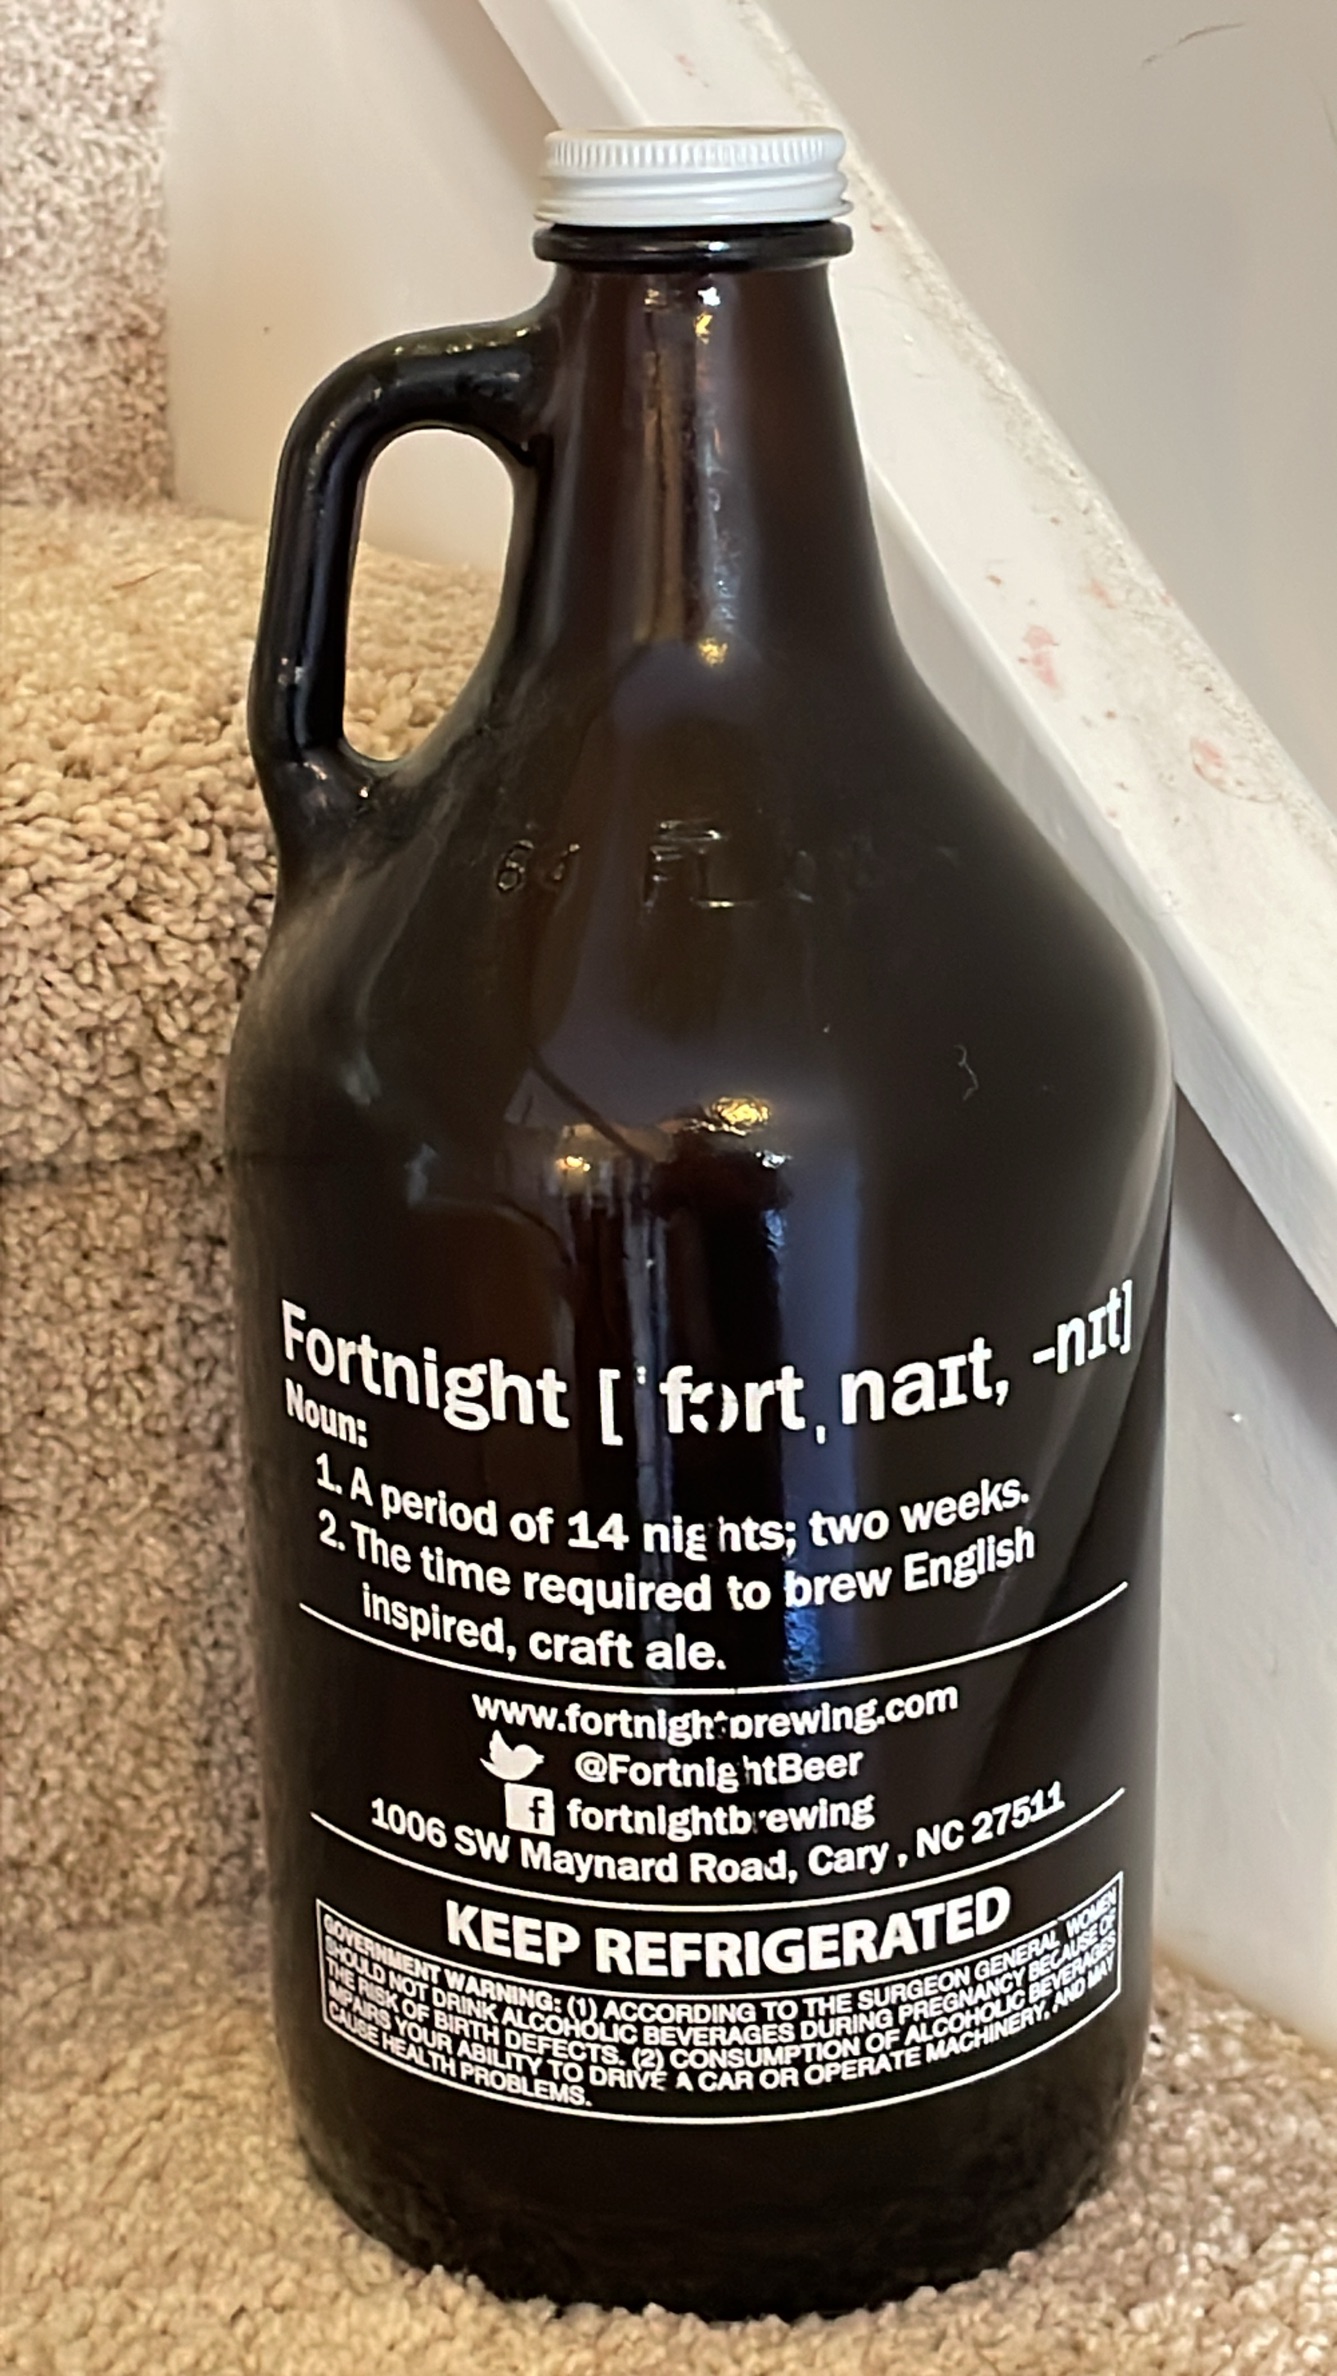 64 FL
Fortnight [ˈfɔrtˌnaɪt, -nɪt]
Noun:
1. A period of 14 nights; two weeks.
2. The time required to brew English
inspired, craft ale.
www.fortnightbrewing.com
@FortnightBeer
f fortnightbrewing
1006 SW Maynard Road, Cary , NC 27511
KEEP REFRIGERATED
GOVERNMENT WARNING: (1) ACCORDING TO THE SURGEON GENERAL WOMEN
SHOULD NOT DRINK ALCOHOLIC BEVERAGES DURING PREGNANCY BECAUSE OF
THE RISK OF BIRTH DEFECTS. (2) CONSUMPTION OF ALCOHOLIC BEVERAGES
IMPAIRS YOUR ABILITY TO DRIVE A CAR OR OPERATE MACHINERY, AND MAY
CAUSE HEALTH PROBLEMS.